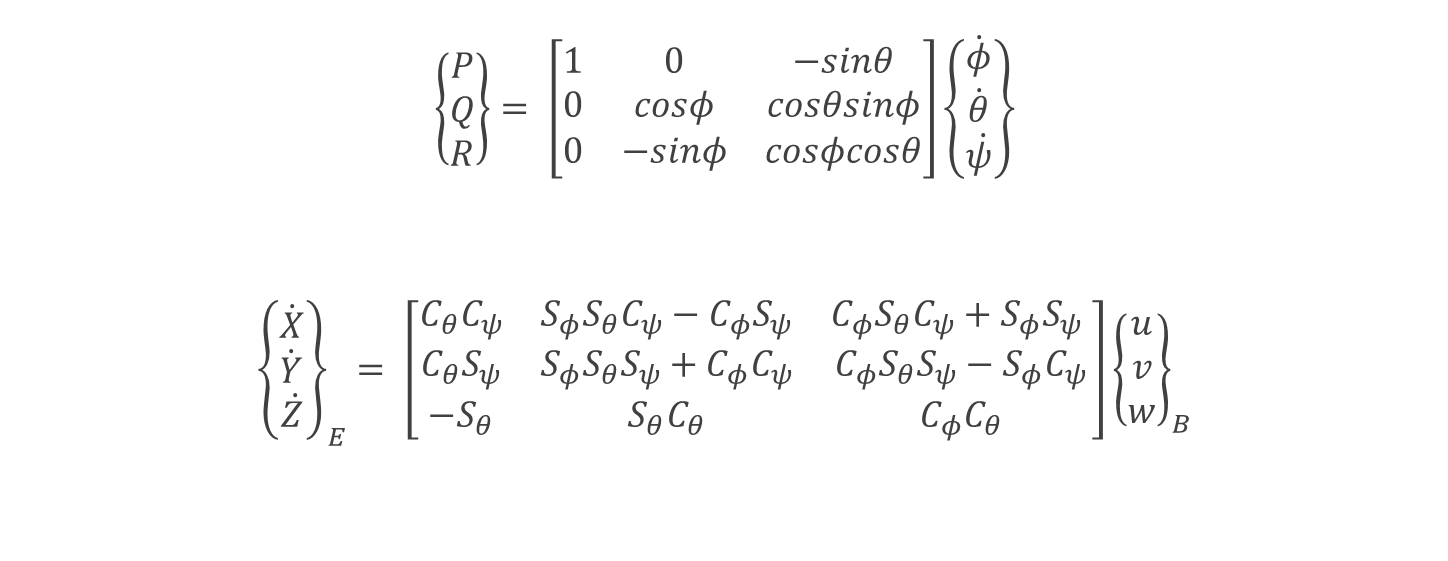 {P Q R} = [1 0 −sinθ; 0 cosϕ cosθsinϕ; 0 −sinϕ cosϕcosθ] {ϕ̇ θ̇ ψ̇}
{Ẋ Ẏ Ż}_E = [C_θC_ψ S_ϕS_θC_ψ − C_ϕS_ψ C_ϕS_θC_ψ + S_ϕS_ψ; C_θS_ψ S_ϕS_θS_ψ + C_ϕC_ψ C_ϕS_θS_ψ − S_ϕC_ψ; −S_θ S_θC_θ C_ϕC_θ] {u v w}_B